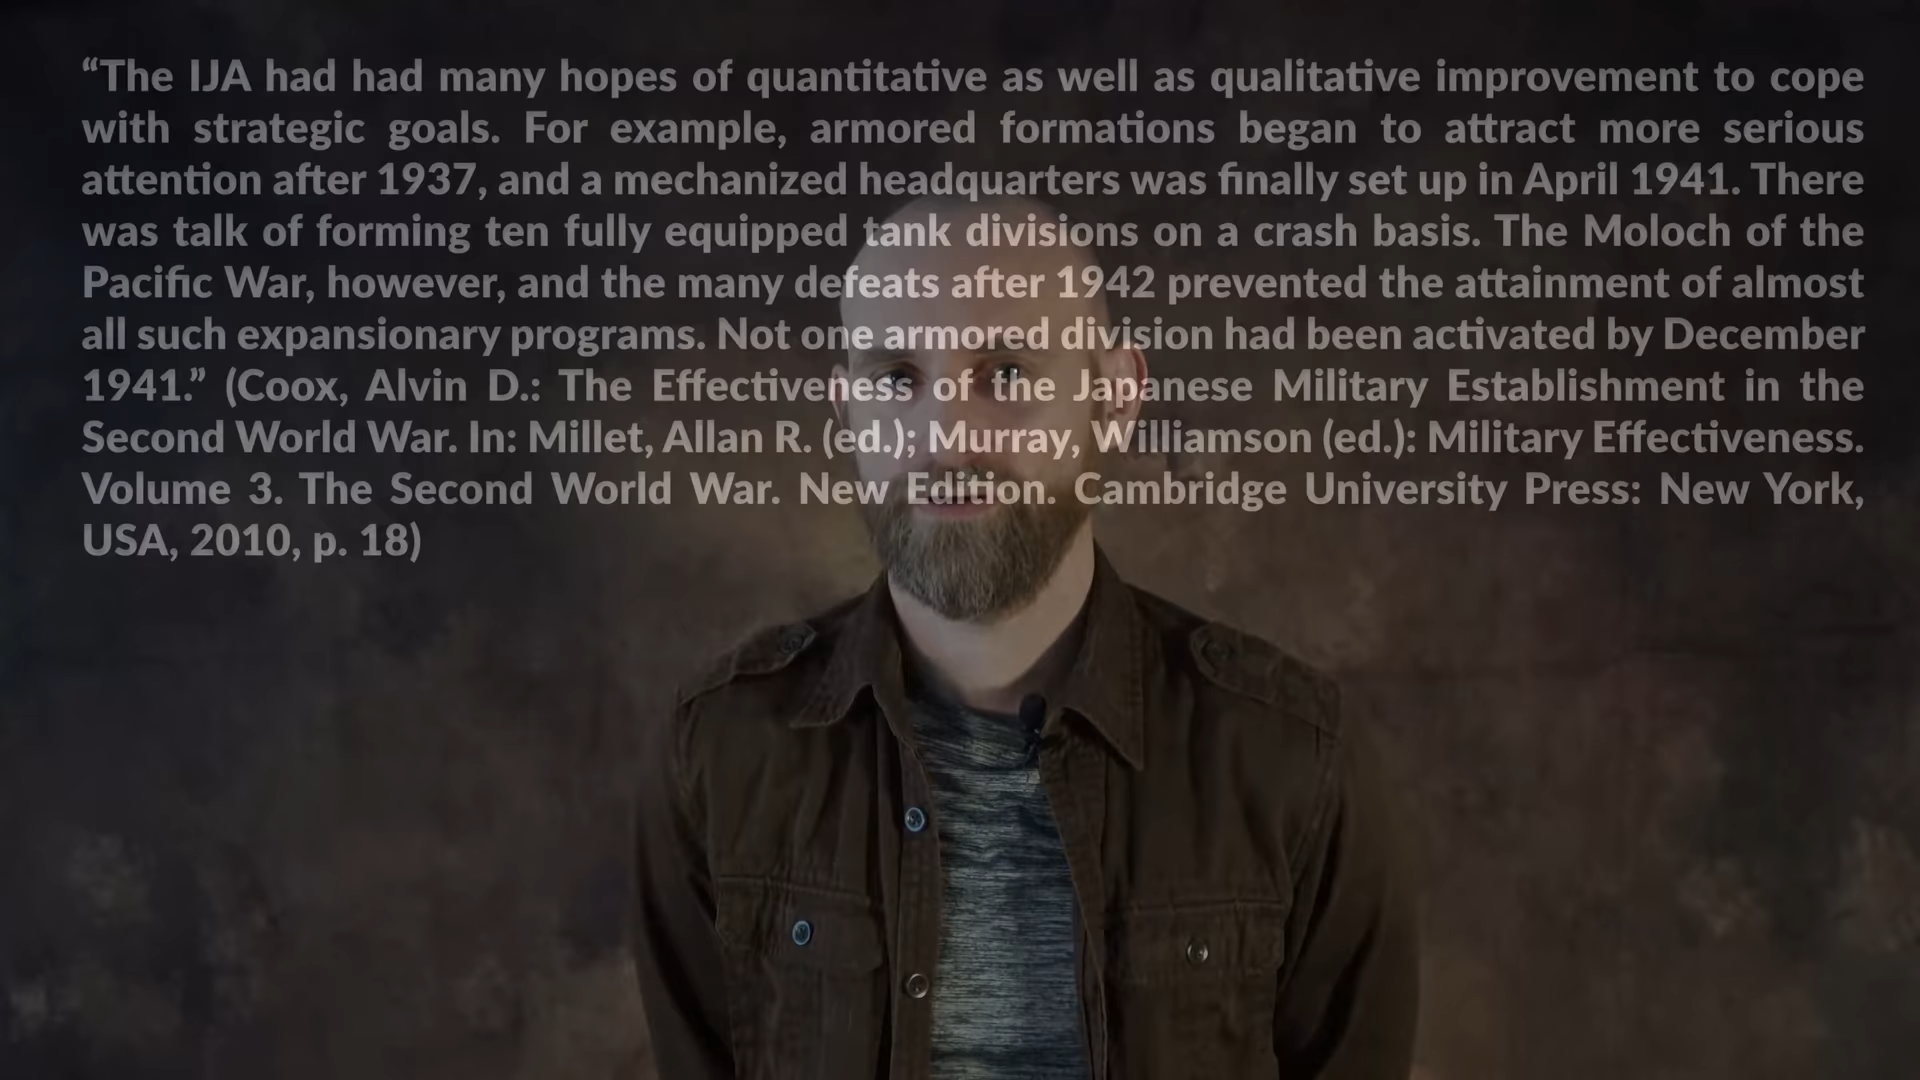 “The IJA had had many hopes of quantitative as well as qualitative improvement to cope
with strategic goals. For example, armored formations began to attract more serious
attention after 1937, and a mechanized headquarters was finally set up in April 1941. There
was talk of forming ten fully equipped tank divisions on a crash basis. The Moloch of the
Pacific War, however, and the many defeats after 1942 prevented the attainment of almost
all such expansionary programs. Not one armored division had been activated by December
1941.” (Coox, Alvin D.: The Effectiveness of the Japanese Military Establishment in the
Second World War. In: Millet, Allan R. (ed.); Murray, Williamson (ed.): Military Effectiveness.
Volume 3. The Second World War. New Edition. Cambridge University Press: New York,
USA, 2010, p. 18)